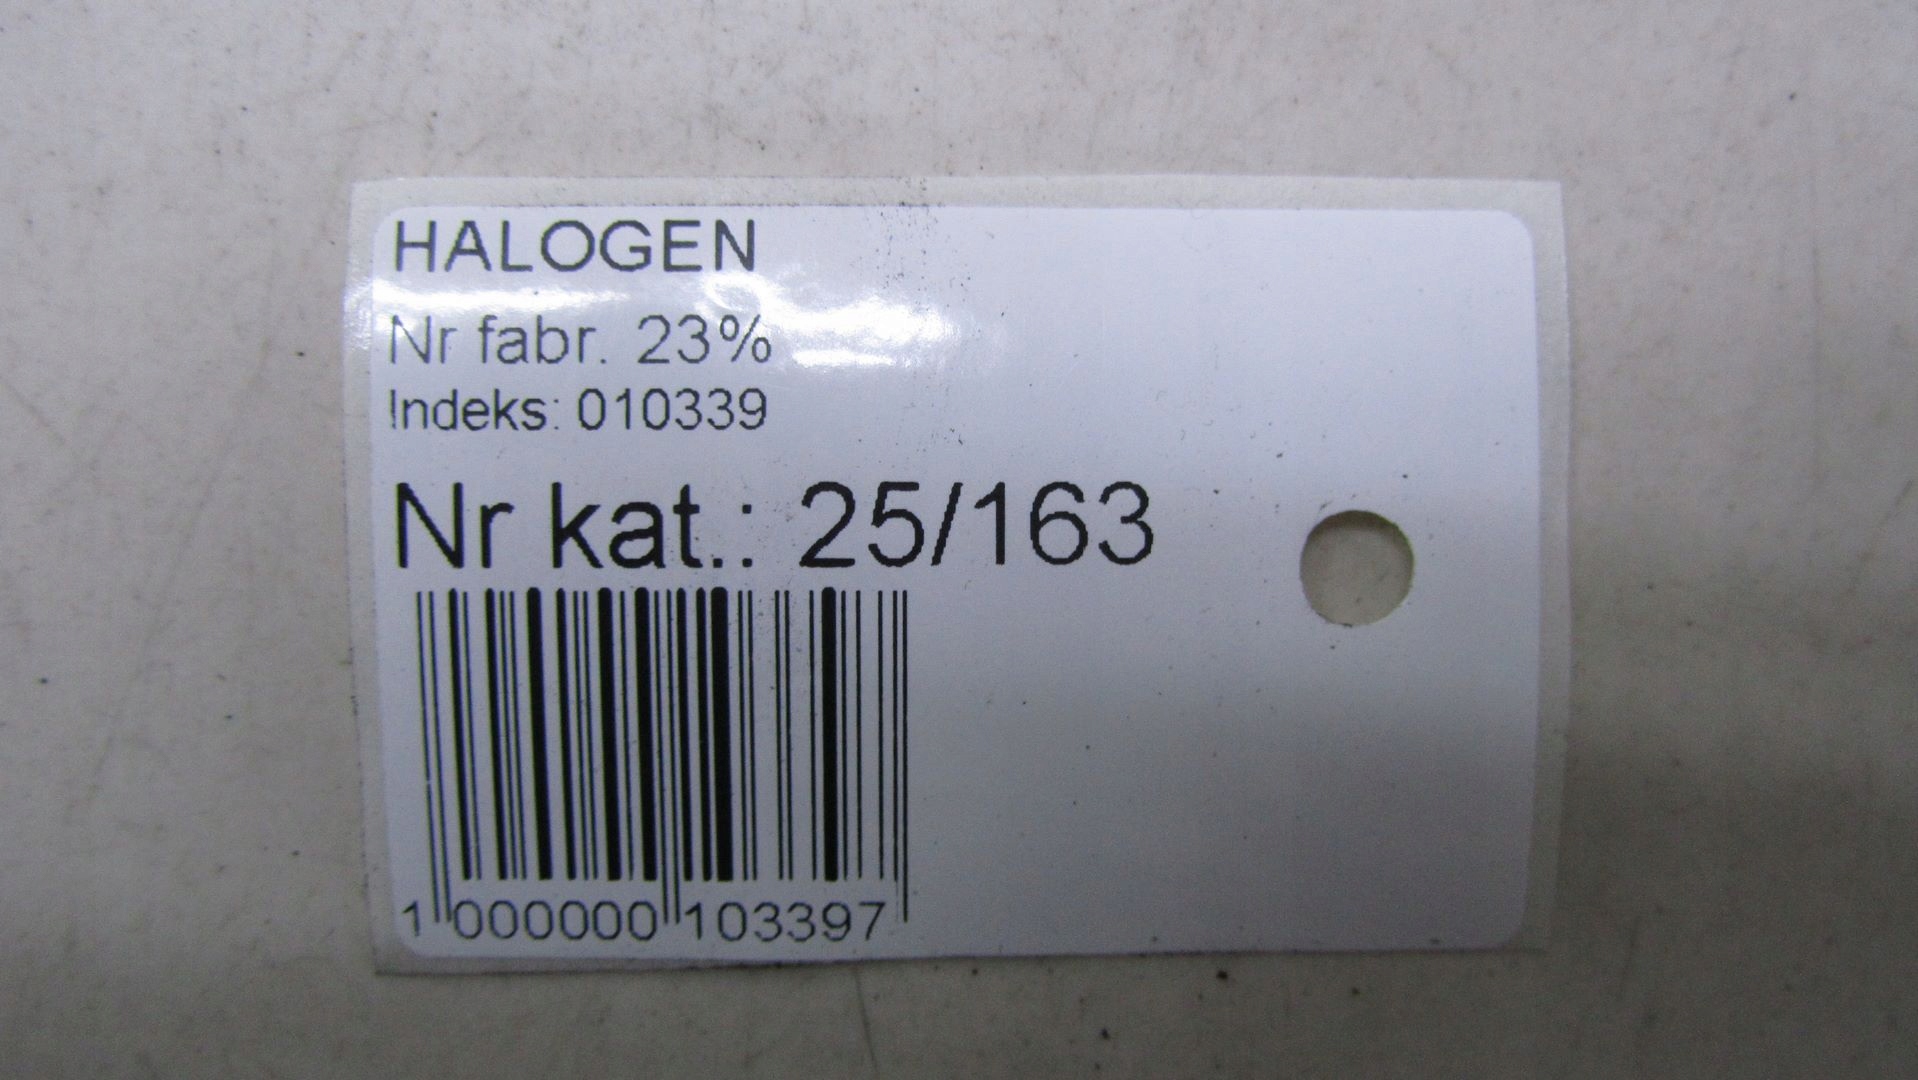 HALOGEN
Nr fabr. 23%
Indeks: 010339
Nr kat.: 25/163
1 000000 103397